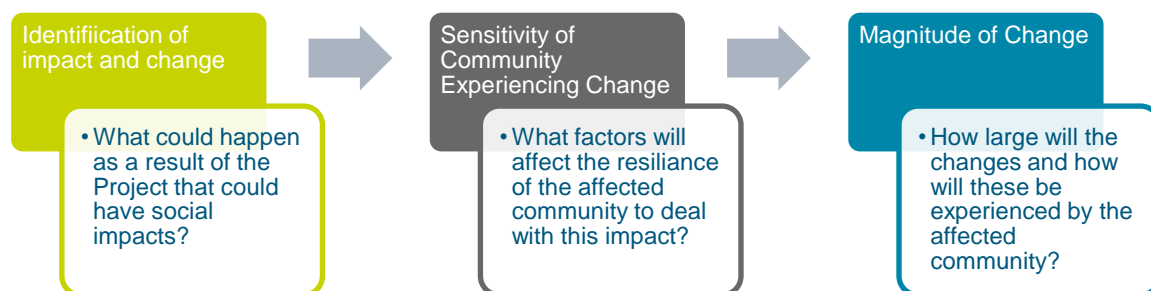 Identifiication of
impact and change
• What could happen
as a result of the
Project that could
have social
impacts?
Sensitivity of
Community
Experiencing Change
• What factors will
affect the resiliance
of the affected
community to deal
with this impact?
Magnitude of Change
• How large will the
changes and how
will these be
experienced by the
affected
community?